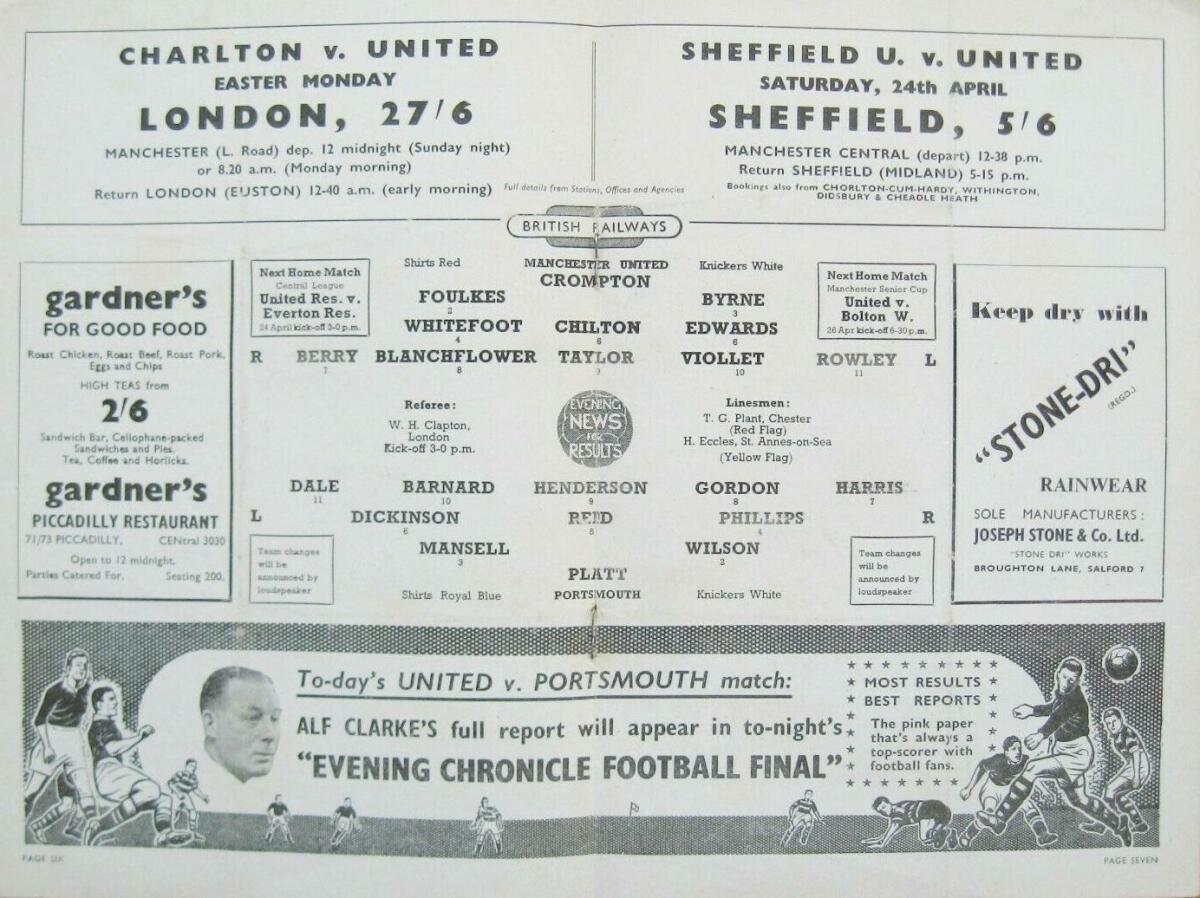 CHARLTON v. UNITED
EASTER MONDAY
LONDON, 27/6
MANCHESTER (L. Road) dep. 12 midnight (Sunday night)
or 8.20 a.m. (Monday morning)
Return LONDON (EUSTON) 12-40 a.m. (early morning)
Full details from Stations, Offices and Agencies
SHEFFIELD U. v. UNITED
SATURDAY, 24th APRIL
SHEFFIELD, 5/6
MANCHESTER CENTRAL (depart) 12-38 p.m.
Return SHEFFIELD (MIDLAND) 5-15 p.m.
Bookings also from CHORLTON-CUM-HARDY, WITHINGTON,
DIDSBURY & CHEADLE HEATH
BRITISH RAILWAYS
gardner's
FOR GOOD FOOD
Roast Chicken, Roast Beef, Roast Pork,
Eggs and Chips
HIGH TEAS from
2/6
Sandwich Bar, Cellophane-packed
Sandwiches and Pies.
Tea, Coffee and Horlicks.
gardner's
PICCADILLY RESTAURANT
71/73 PICCADILLY, CENtral 3030
Open to 12 midnight.
Parties Catered For. Seating 200.
Next Home Match
Central League
United Res. v.
Everton Res.
24 April kick-off 3-0 p.m.
Shirts Red MANCHESTER UNITED Knickers White
CROMPTON
FOULKES BYRNE
2 3
WHITEFOOT CHILTON EDWARDS
4 5 6
R BERRY BLANCHFLOWER TAYLOR VIOLLET ROWLEY L
7 8 9 10 11
Next Home Match
Manchester Senior Cup
United v.
Bolton W.
26 Apr kick-off 6-30 p.m.
Referee:
W. H. Clapton,
London
Kick-off 3-0 p.m.
EVENING
NEWS
FOR
RESULTS
Linesmen:
T. G. Plant, Chester
(Red Flag)
H. Eccles, St. Annes-on-Sea
(Yellow Flag)
DALE BARNARD HENDERSON GORDON HARRIS
11 10 9 8 7
L DICKINSON REID PHILLIPS R
6 5 4
MANSELL WILSON
3 2
PLATT
Shirts Royal Blue PORTSMOUTH Knickers White
Team changes
will be
announced by
loudspeaker
Team changes
will be
announced by
loudspeaker
Keep dry with
"STONE-DRI"
(REGD.)
RAINWEAR
SOLE MANUFACTURERS:
JOSEPH STONE & Co. Ltd.
"STONE DRI" WORKS
BROUGHTON LANE, SALFORD 7
To-day's UNITED v. PORTSMOUTH match:
ALF CLARKE'S full report will appear in to-night's
"EVENING CHRONICLE FOOTBALL FINAL"
MOST RESULTS
BEST REPORTS
The pink paper
that's always a
top-scorer with
football fans.
PAGE SIX
PAGE SEVEN